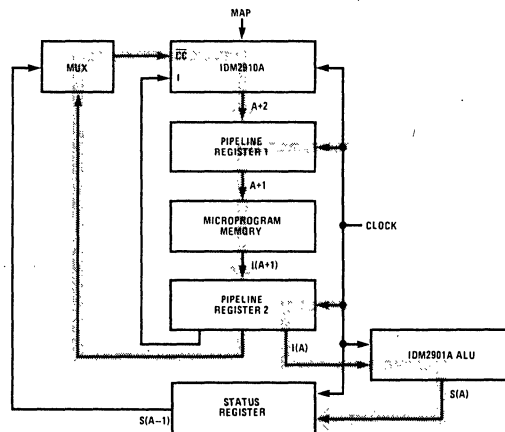 MAP
MUX
CC
I
IDM2910A
A+2
PIPELINE
REGISTER 1
A+1
MICROPROGRAM
MEMORY
CLOCK
I(A+1)
PIPELINE
REGISTER 2
I(A)
IDM2901A ALU
S(A)
STATUS
REGISTER
S(A-1)